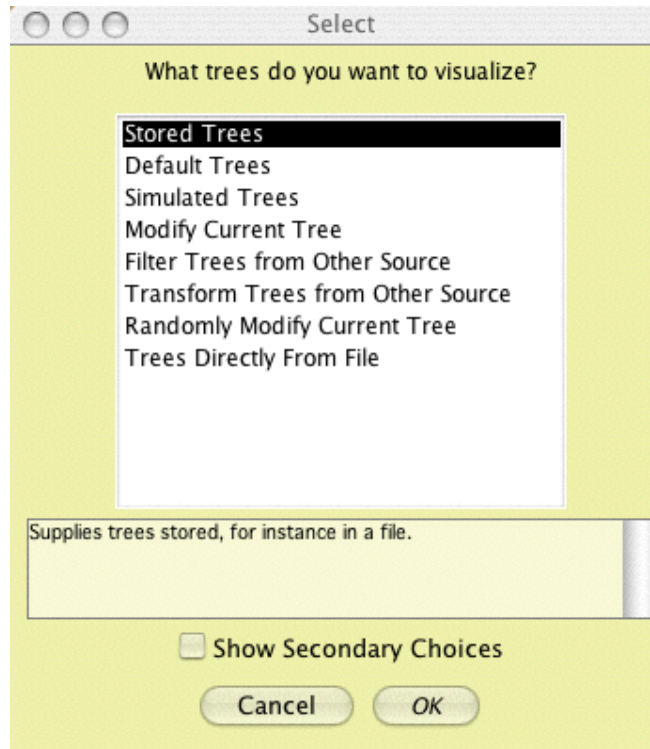 Select
What trees do you want to visualize?
Stored Trees
Default Trees
Simulated Trees
Modify Current Tree
Filter Trees from Other Source
Transform Trees from Other Source
Randomly Modify Current Tree
Trees Directly From File
Supplies trees stored, for instance in a file.
Show Secondary Choices
Cancel OK